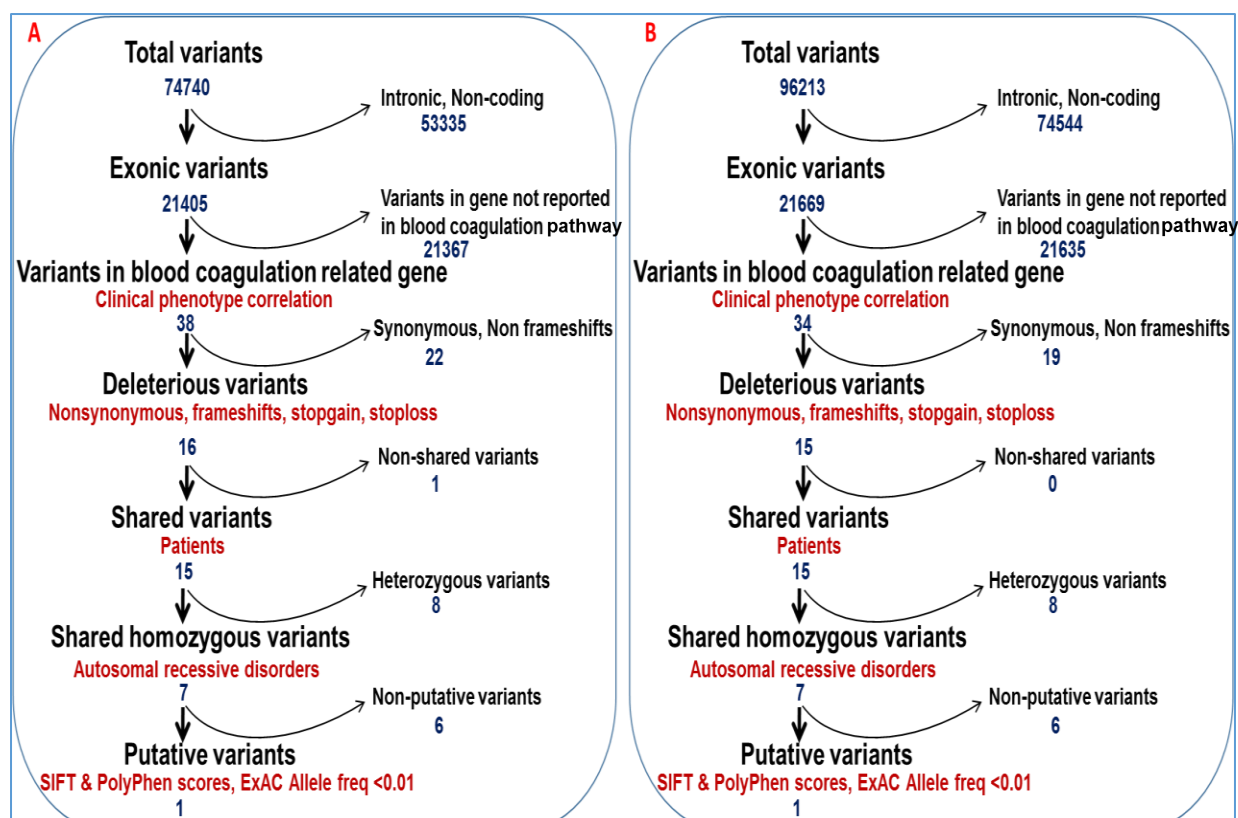 A
Total variants
74740
Intronic, Non-coding
53335
Exonic variants
21405
Variants in gene not reported
in blood coagulation pathway
21367
Variants in blood coagulation related gene
Clinical phenotype correlation
38
Synonymous, Non frameshifts
22
Deleterious variants
Nonsynonymous, frameshifts, stopgain, stoploss
16
Non-shared variants
1
Shared variants
Patients
15
Heterozygous variants
8
Shared homozygous variants
Autosomal recessive disorders
7
Non-putative variants
6
Putative variants
SIFT & PolyPhen scores, ExAC Allele freq <0.01
1
B
Total variants
96213
Intronic, Non-coding
74544
Exonic variants
21669
Variants in gene not reported
in blood coagulation pathway
21635
Variants in blood coagulation related gene
Clinical phenotype correlation
34
Synonymous, Non frameshifts
19
Deleterious variants
Nonsynonymous, frameshifts, stopgain, stoploss
15
Non-shared variants
0
Shared variants
Patients
15
Heterozygous variants
8
Shared homozygous variants
Autosomal recessive disorders
7
Non-putative variants
6
Putative variants
SIFT & PolyPhen scores, ExAC Allele freq <0.01
1